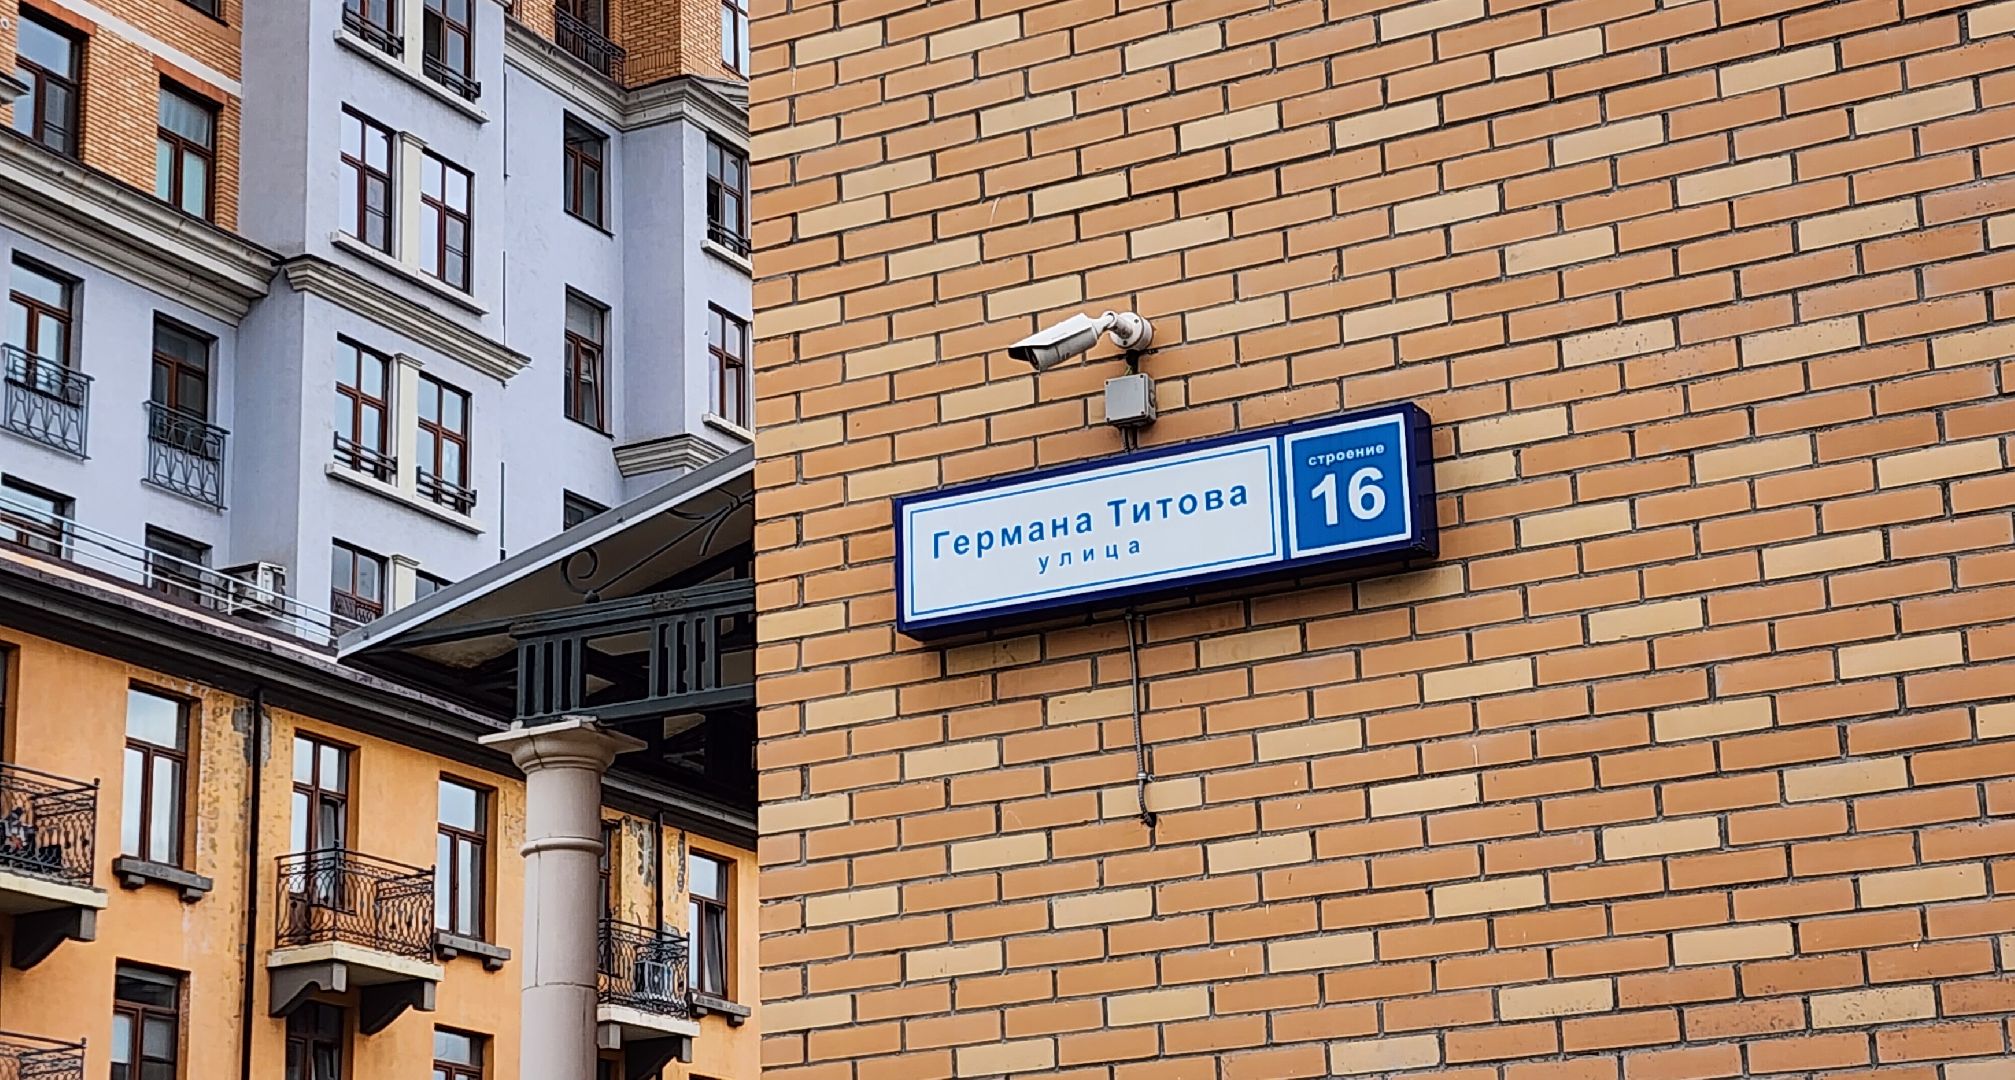 Германа Титова
улица
строение
16